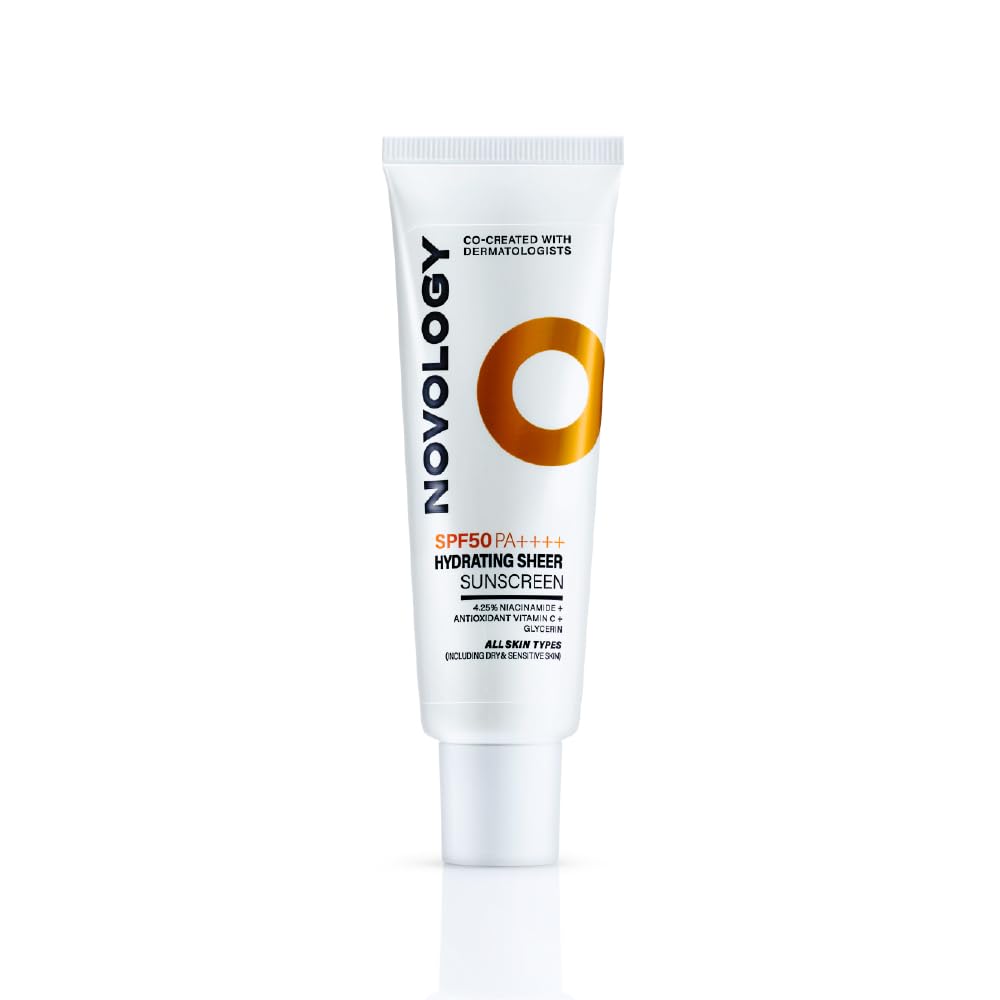 NOVOLOGY
CO-CREATED WITH
DERMATOLOGISTS
SPF50 PA++++
HYDRATING SHEER
SUNSCREEN
4.25% NIACINAMIDE +
ANTIOXIDANT VITAMIN C +
GLYCERIN
ALL SKIN TYPES
(INCLUDING DRY & SENSITIVE SKIN)